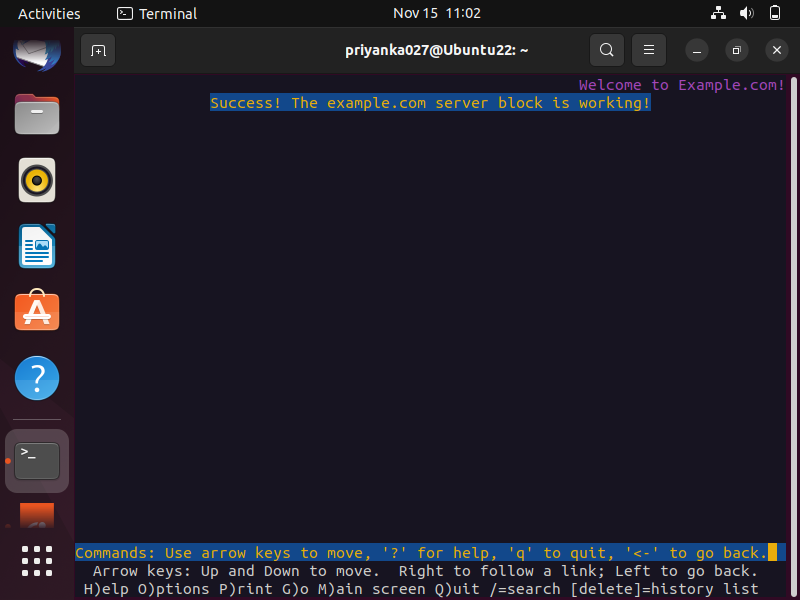 Activities Terminal Nov 15 11:02
priyanka027@Ubuntu22: ~
Welcome to Example.com!
Success! The example.com server block is working!
Commands: Use arrow keys to move, '?' for help, 'q' to quit, '<-' to go back.
Arrow keys: Up and Down to move. Right to follow a link; Left to go back.
H)elp O)ptions P)rint G)o M)ain screen Q)uit /=search [delete]=history list